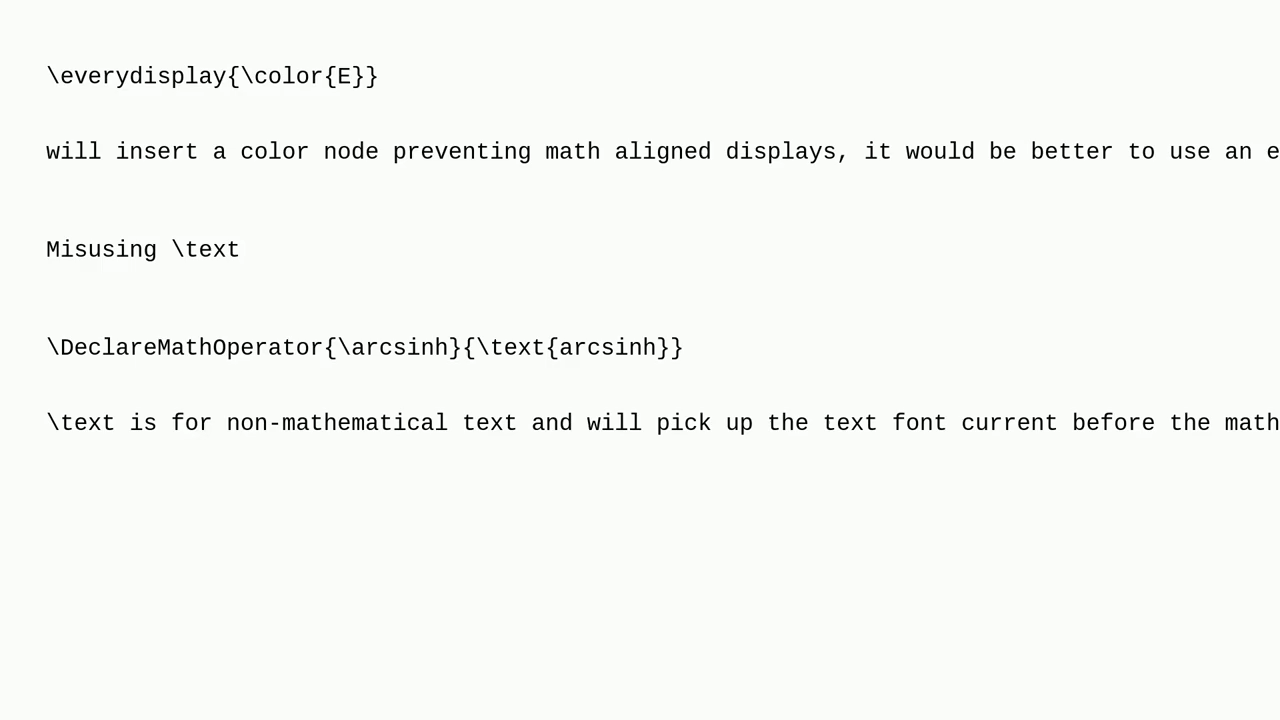 \everydisplay{\color{E}}
will insert a color node preventing math aligned displays, it would be better to use an
Misusing \text
\DeclareMathOperator{\arcsinh}{\text{arcsinh}}
\text is for non-mathematical text and will pick up the text font current before the math